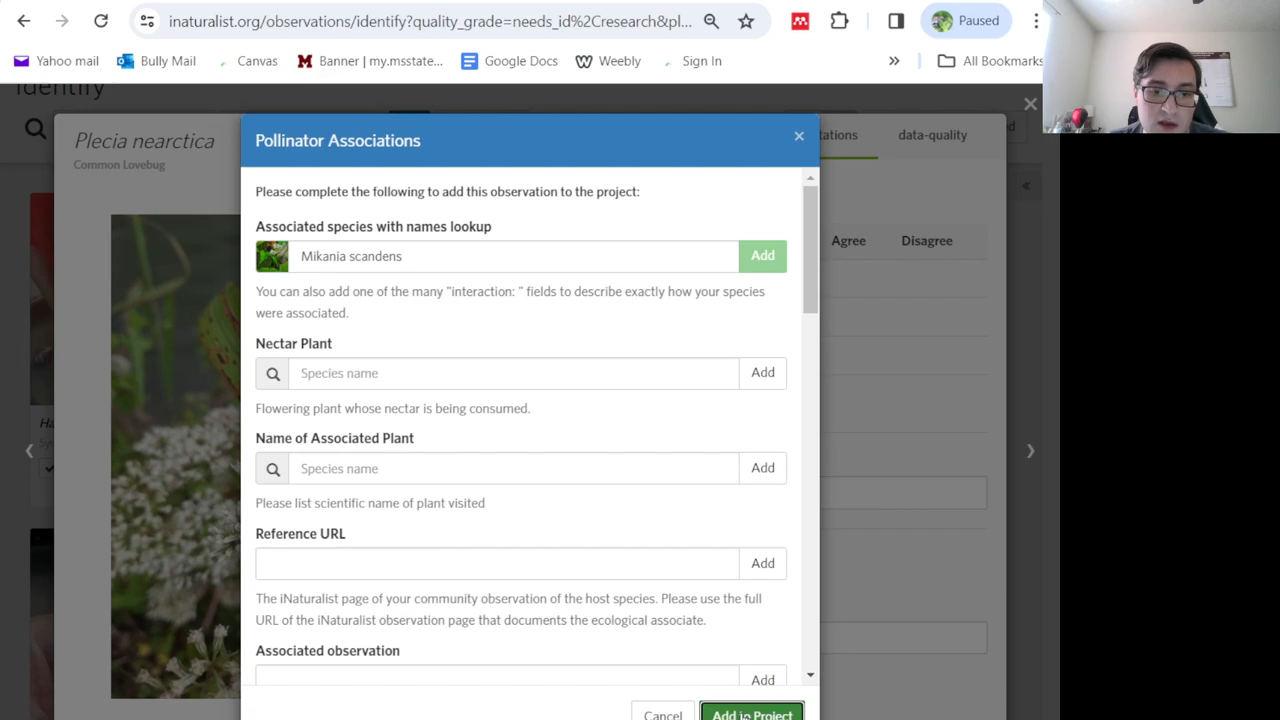 inaturalist.org/observations/identify?quality_grade=needs_id%2Cresearch&pl...
Paused
Yahoo mail
Bully Mail
Canvas
Banner | my.msstate...
Google Docs
Weebly
Sign In
»
All Bookmarks
Identify
Plecia nearctica
Common Lovebug
Pollinator Associations
×
tations
data-quality
Please complete the following to add this observation to the project:
Associated species with names lookup
Mikania scandens
Add
You can also add one of the many "interaction: " fields to describe exactly how your species
were associated.
Nectar Plant
Species name
Add
Flowering plant whose nectar is being consumed.
Name of Associated Plant
Species name
Add
Please list scientific name of plant visited
Reference URL
Add
The iNaturalist page of your community observation of the host species. Please use the full
URL of the iNaturalist observation page that documents the ecological associate.
Associated observation
Add
Cancel
Add to Project
Agree
Disagree